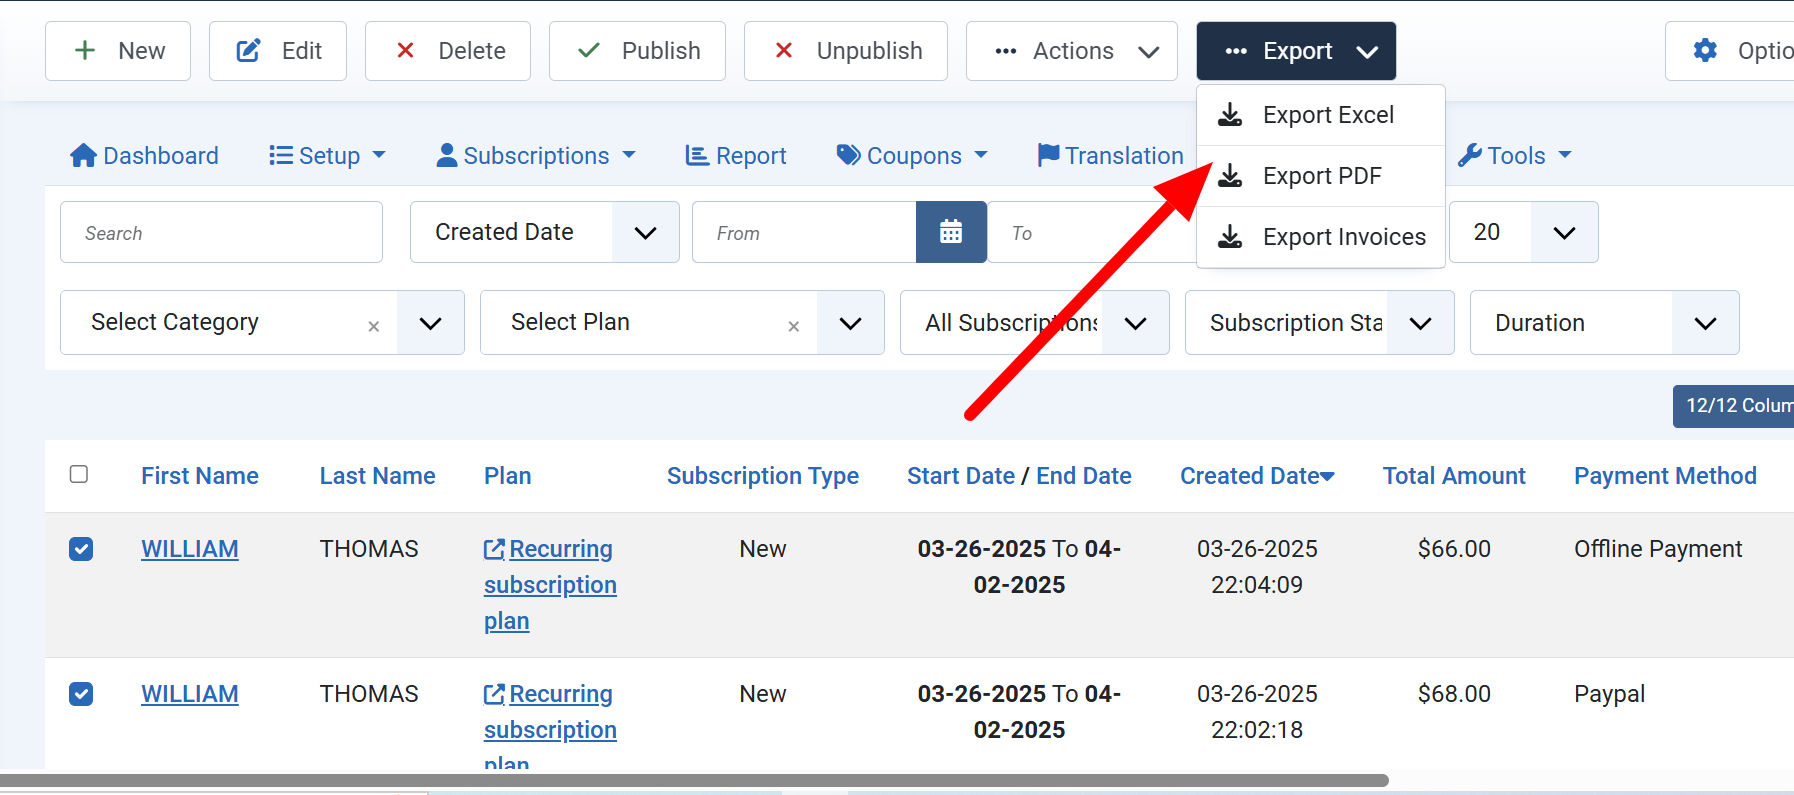 New Edit Delete Publish Unpublish Actions Export Optio
Export Excel
Dashboard Setup Subscriptions Report Coupons Translation Export PDF Tools
Search Created Date From To Export Invoices 20
Select Category × Select Plan × All Subscriptions Subscription Sta Duration
12/12 Colum
First Name Last Name Plan Subscription Type Start Date / End Date Created Date Total Amount Payment Method
WILLIAM THOMAS Recurring New 03-26-2025 To 04- 03-26-2025 $66.00 Offline Payment
subscription 02-2025 22:04:09
plan
WILLIAM THOMAS Recurring New 03-26-2025 To 04- 03-26-2025 $68.00 Paypal
subscription 02-2025 22:02:18
plan